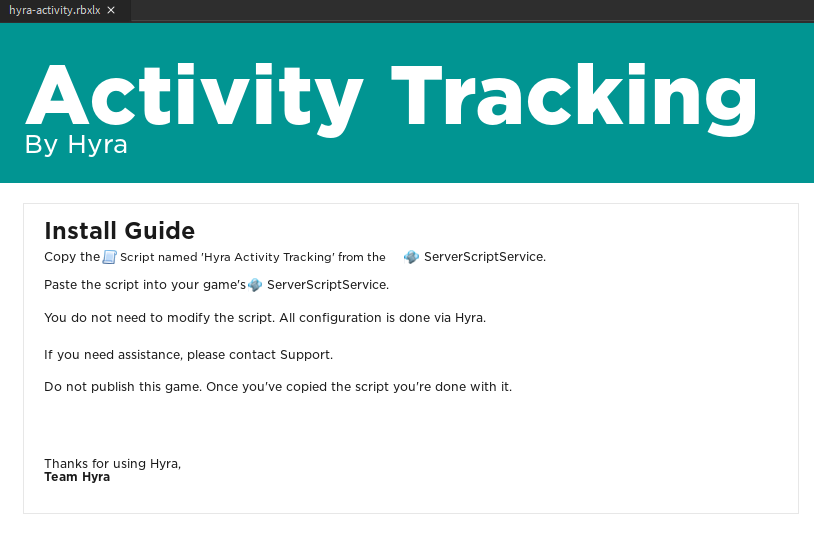 hyra-activity.rbxlx ×
Activity Tracking
By Hyra
Install Guide
Copy the Script named 'Hyra Activity Tracking' from the ServerScriptService.
Paste the script into your game's ServerScriptService.
You do not need to modify the script. All configuration is done via Hyra.
If you need assistance, please contact Support.
Do not publish this game. Once you've copied the script you're done with it.
Thanks for using Hyra,
Team Hyra